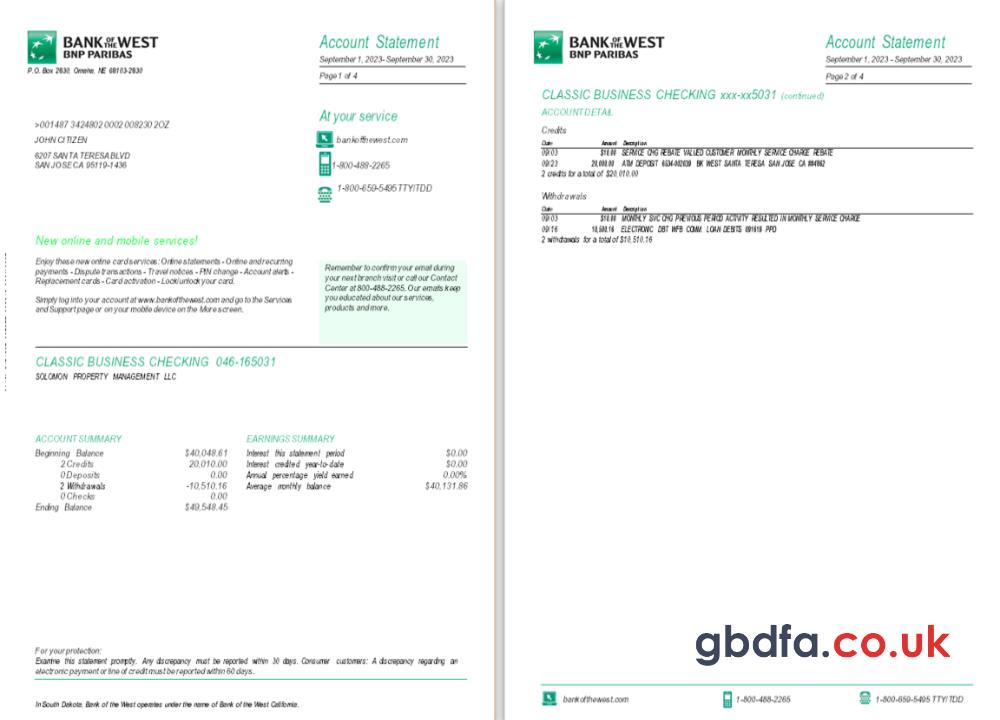 BANK OF THE WEST
BNP PARIBAS
P.O. Box 2830, Omaha, NE 68103-2830
Account Statement
September 1, 2023- September 30, 2023
Page 1 of 4
>001487 3424802 0002 008230 2OZ
JOHN CITIZEN
6207 SANTA TERESA BLVD
SAN JOSE CA 95119-1436
At your service
bankofthewest.com
1-800-488-2265
1-800-659-5495 TTY/TDD
New online and mobile services!
Enjoy these new online card services: Online statements - Online and recurring
payments - Dispute transactions - Travel notices - PIN change - Account alerts -
Replacement cards - Card activation - Lock/unlock your card.
Simply log into your account at www.bankofthewest.com and go to the Services
and Support page or on your mobile device on the More screen.
Remember to confirm your email during
your next branch visit or call our Contact
Center at 800-488-2265. Our emails keep
you educated about our services,
products and more.
CLASSIC BUSINESS CHECKING 046-165031
SOLOMON PROPERTY MANAGEMENT LLC
ACCOUNT SUMMARY
Beginning Balance $40,048.61
2 Credits 20,010.00
0 Deposits 0.00
2 Withdrawals -10,510.16
0 Checks 0.00
Ending Balance $49,548.45
EARNINGS SUMMARY
Interest this statement period $0.00
Interest credited year-to-date $0.00
Annual percentage yield earned 0.00%
Average monthly balance $40,131.86
For your protection:
Examine this statement promptly. Any discrepancy must be reported within 30 days. Consumer customers: A discrepancy regarding an
electronic payment or line of credit must be reported within 60 days.
In South Dakota, Bank of the West operates under the name of Bank of the West California.
BANK OF THE WEST
BNP PARIBAS
Account Statement
September 1, 2023 - September 30, 2023
Page 2 of 4
CLASSIC BUSINESS CHECKING xxx-xx5031 (continued)
ACCOUNT DETAIL
Credits
Date Amount Description
09/03 $10.00 SERVICE CHG REBATE VALUED CUSTOMER MONTHLY SERVICE CHARGE REBATE
09/23 20,000.00 ATM DEPOSIT BK WEST SANTA TERESA SAN JOSE CA
2 credits for a total of $20,010.00
Withdrawals
Date Amount Description
09/03 $10.00 MONTHLY SVC CHG PREVIOUS PERIOD ACTIVITY RESULTED IN MONTHLY SERVICE CHARGE
09/16 10,500.16 ELECTRONIC DBT WFB COMM. LOAN DEBITS PPD
2 withdrawals for a total of $10,510.16
gbdfa.co.uk
bankofthewest.com
1-800-488-2265
1-800-659-5495 TTY/TDD